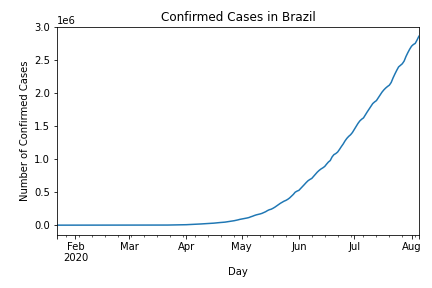 Confirmed Cases in Brazil
1e6
3.0
2.5
2.0
1.5
1.0
0.5
0.0
Number of Confirmed Cases
Feb Mar Apr May Jun Jul Aug
2020
Day